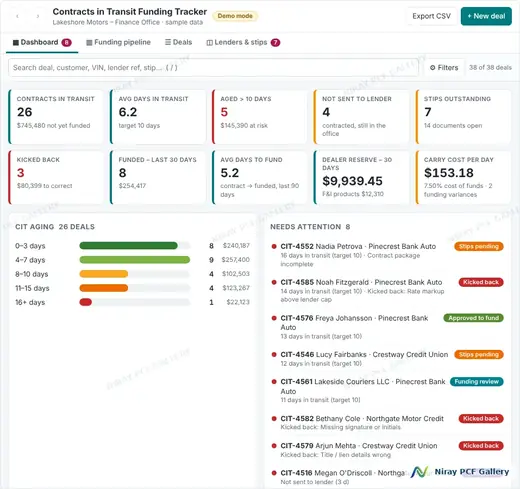 Contracts in Transit Funding Tracker
Lakeshore Motors – Finance Office · sample data
Demo mode
Export CSV
+ New deal
Dashboard 8
Funding pipeline
Deals
Lenders & stips 7
Search deal, customer, VIN, lender ref, stip... ( / )
Filters
38 of 38 deals
CONTRACTS IN TRANSIT
26
$745,480 not yet funded
AVG DAYS IN TRANSIT
6.2
target 10 days
AGED > 10 DAYS
5
$145,390 at risk
NOT SENT TO LENDER
4
contracted, still in the
office
STIPS OUTSTANDING
7
14 documents open
KICKED BACK
3
$80,399 to correct
FUNDED – LAST 30 DAYS
8
$254,417
AVG DAYS TO FUND
5.2
contract → funded, last 90
days
DEALER RESERVE – 30
DAYS
$9,939.45
F&I products $12,310
CARRY COST PER DAY
$153.18
7.50% cost of funds · 2
funding variances
CIT AGING 26 DEALS
0–3 days 8 $240,187
4–7 days 9 $257,400
8–10 days 4 $102,503
11–15 days 4 $123,267
16+ days 1 $22,123
NEEDS ATTENTION 8
CIT-4552 Nadia Petrova · Pinecrest Bank Auto
Stips pending
16 days in transit (target 10) · Contract package
incomplete
CIT-4585 Noah Fitzgerald · Pinecrest Bank Auto
Kicked back
14 days in transit (target 10) · Kicked back: Rate markup
above lender cap
CIT-4576 Freya Johansson · Pinecrest Bank
Auto
Approved to fund
13 days in transit (target 10)
CIT-4546 Lucy Fairbanks · Crestway Credit Union
Stips pending
12 days in transit (target 10)
CIT-4561 Lakeside Couriers LLC · Pinecrest Bank
Auto
Funding review
11 days in transit (target 10)
CIT-4582 Bethany Cole · Northgate Motor Credit
Kicked back
Kicked back: Missing signature or initials
CIT-4579 Arjun Mehta · Crestway Credit Union
Kicked back
Kicked back: Title / lien details wrong
CIT-4516 Megan O'Driscoll ·
Not sent to lender (3 d)
Niray PCF Gallery